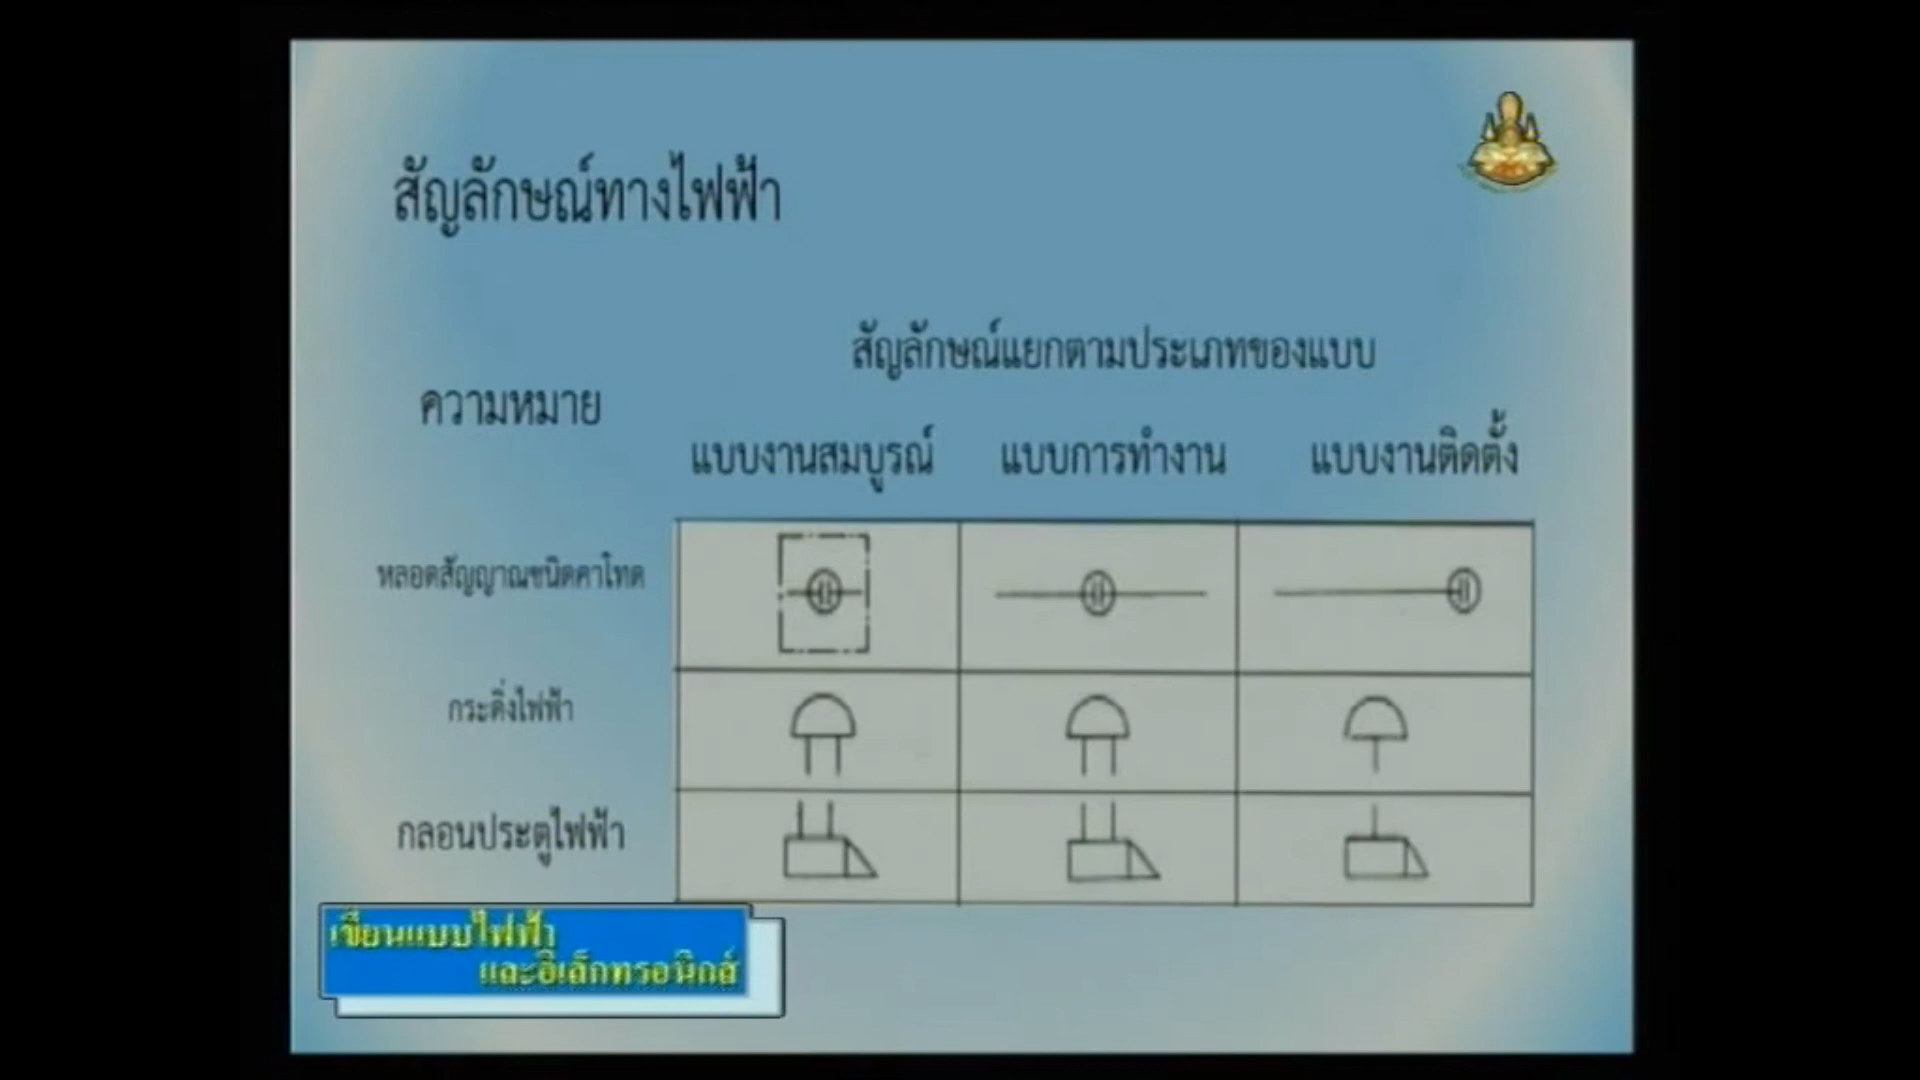 สัญลักษณ์ทางไฟฟ้า
สัญลักษณ์แยกตามประเภทของแบบ
ความหมาย
แบบงานสมบูรณ์ แบบการทำงาน แบบงานติดตั้ง
หลอดสัญญาณชนิดคาโทด
กระดิ่งไฟฟ้า
กลอนประตูไฟฟ้า
เขียนแบบไฟฟ้า
และอิเล็กทรอนิกส์